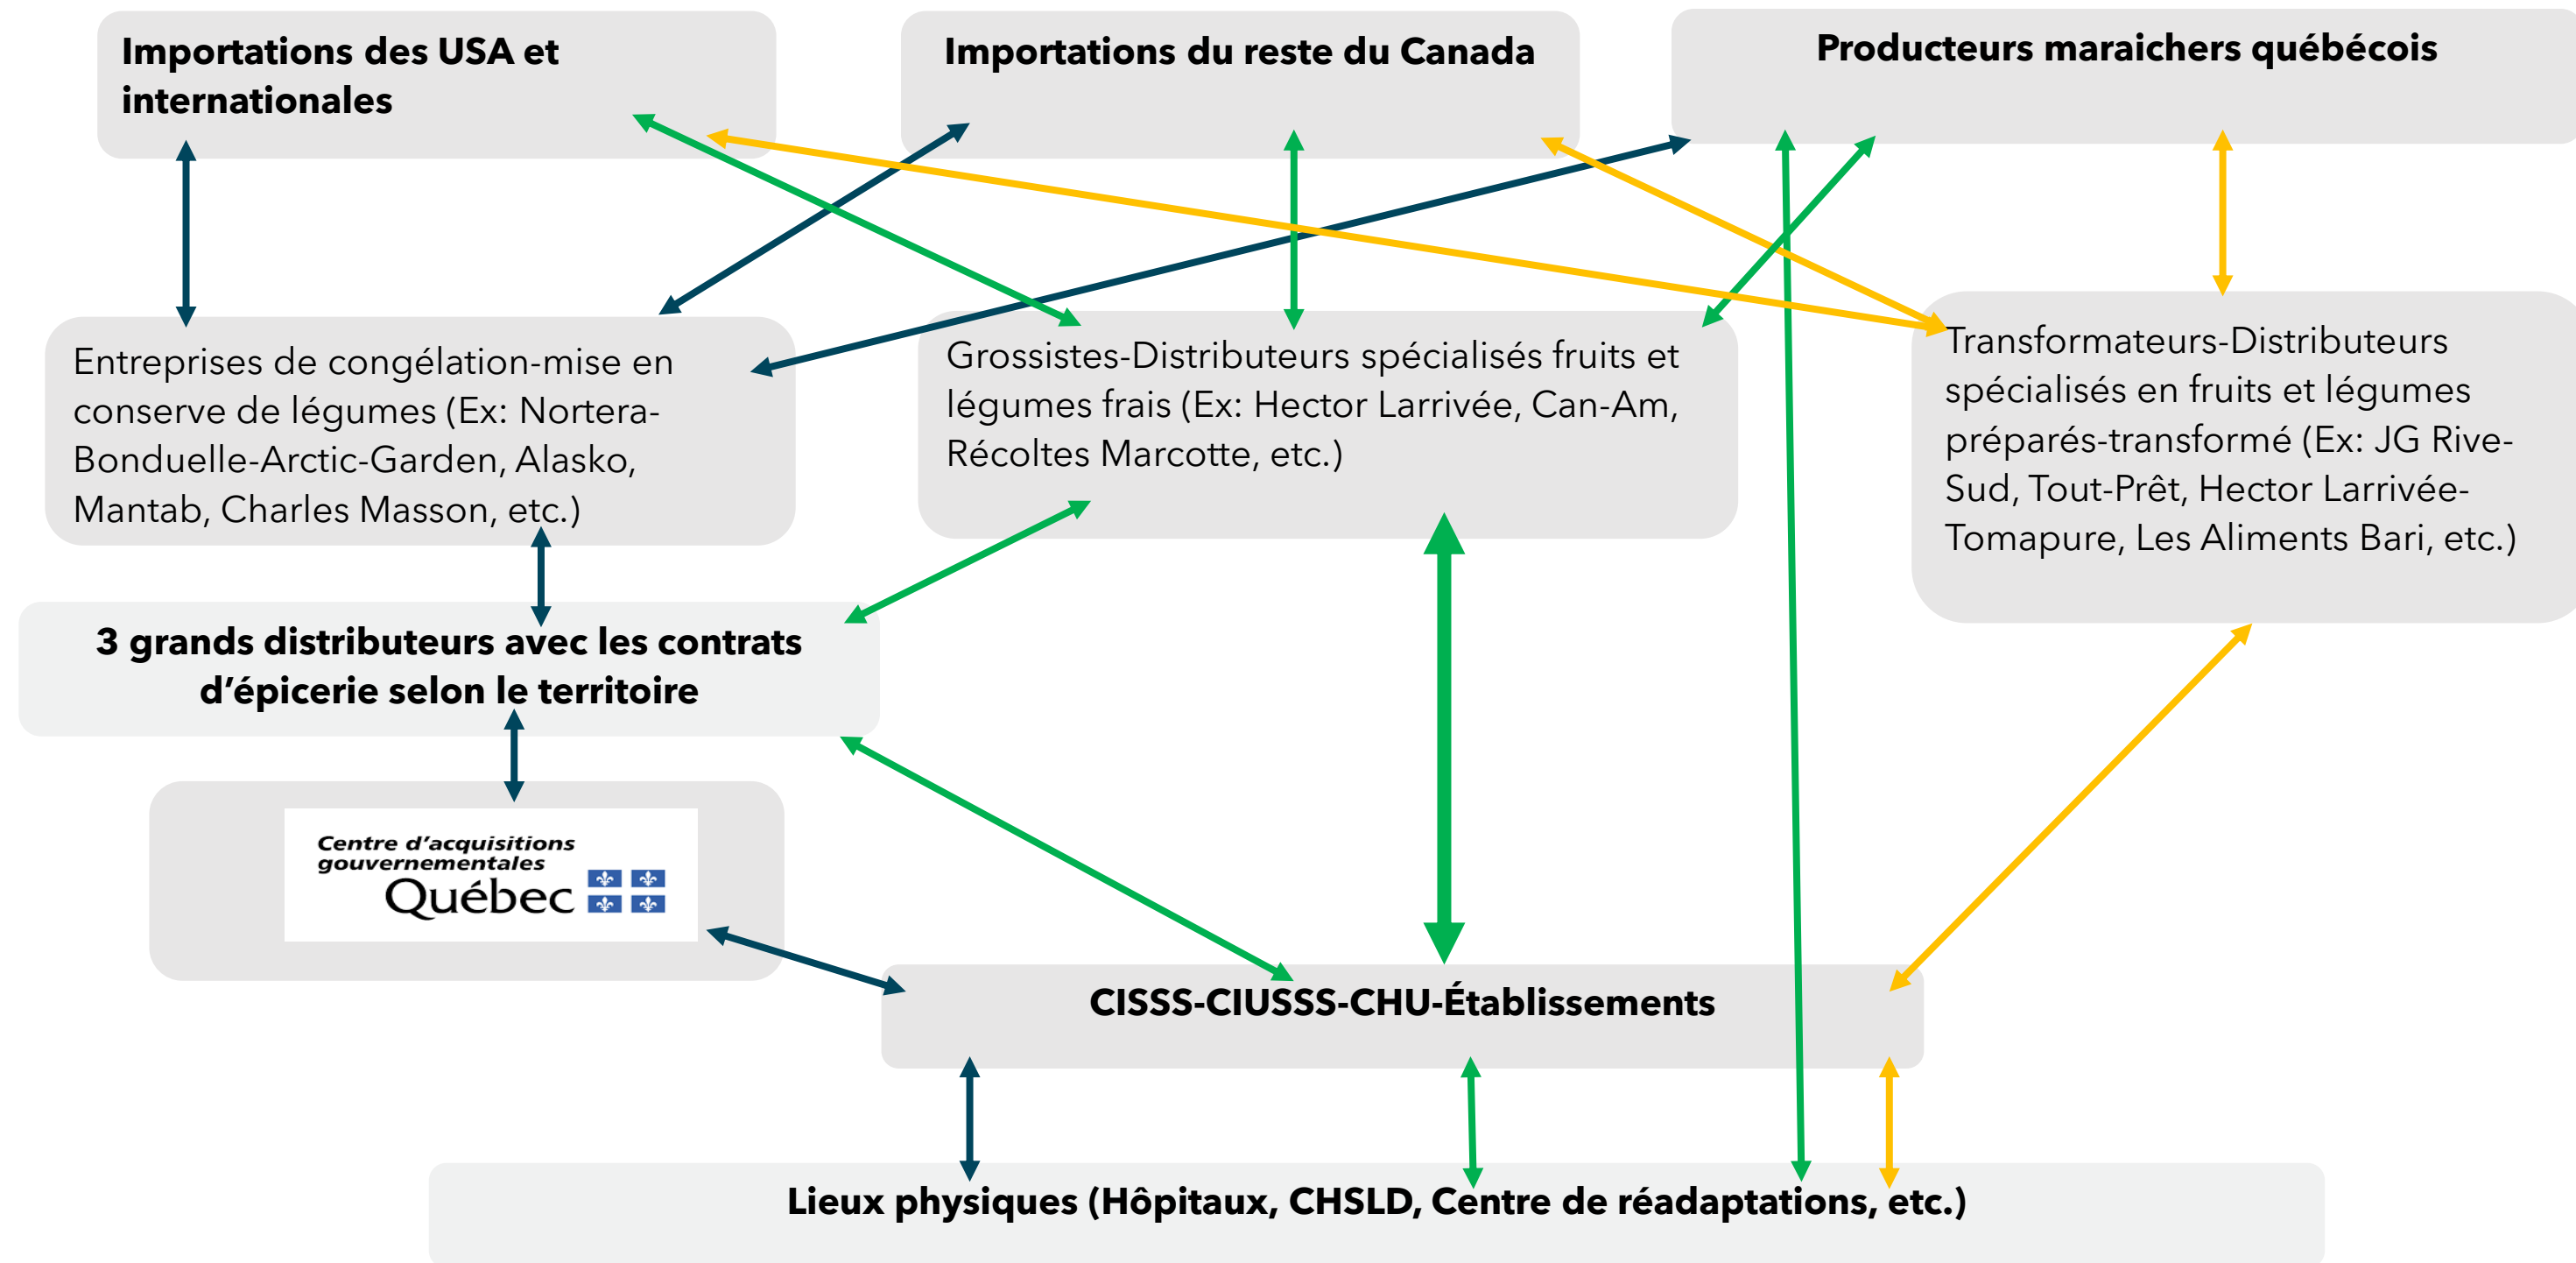 Importations des USA et
internationales
Importations du reste du Canada
Producteurs maraichers québécois
Entreprises de congélation-mise en
conserve de légumes (Ex: Nortera-
Bonduelle-Arctic-Garden, Alasko,
Mantab, Charles Masson, etc.)
Grossistes-Distributeurs spécialisés fruits et
légumes frais (Ex: Hector Larrivée, Can-Am,
Récoltes Marcotte, etc.)
Transformateurs-Distributeurs
spécialisés en fruits et légumes
préparés-transformé (Ex: JG Rive-
Sud, Tout-Prêt, Hector Larrivée-
Tomapure, Les Aliments Bari, etc.)
3 grands distributeurs avec les contrats
d’épicerie selon le territoire
Centre d’acquisitions
gouvernementales
Québec
CISSS-CIUSSS-CHU-Établissements
Lieux physiques (Hôpitaux, CHSLD, Centre de réadaptations, etc.)